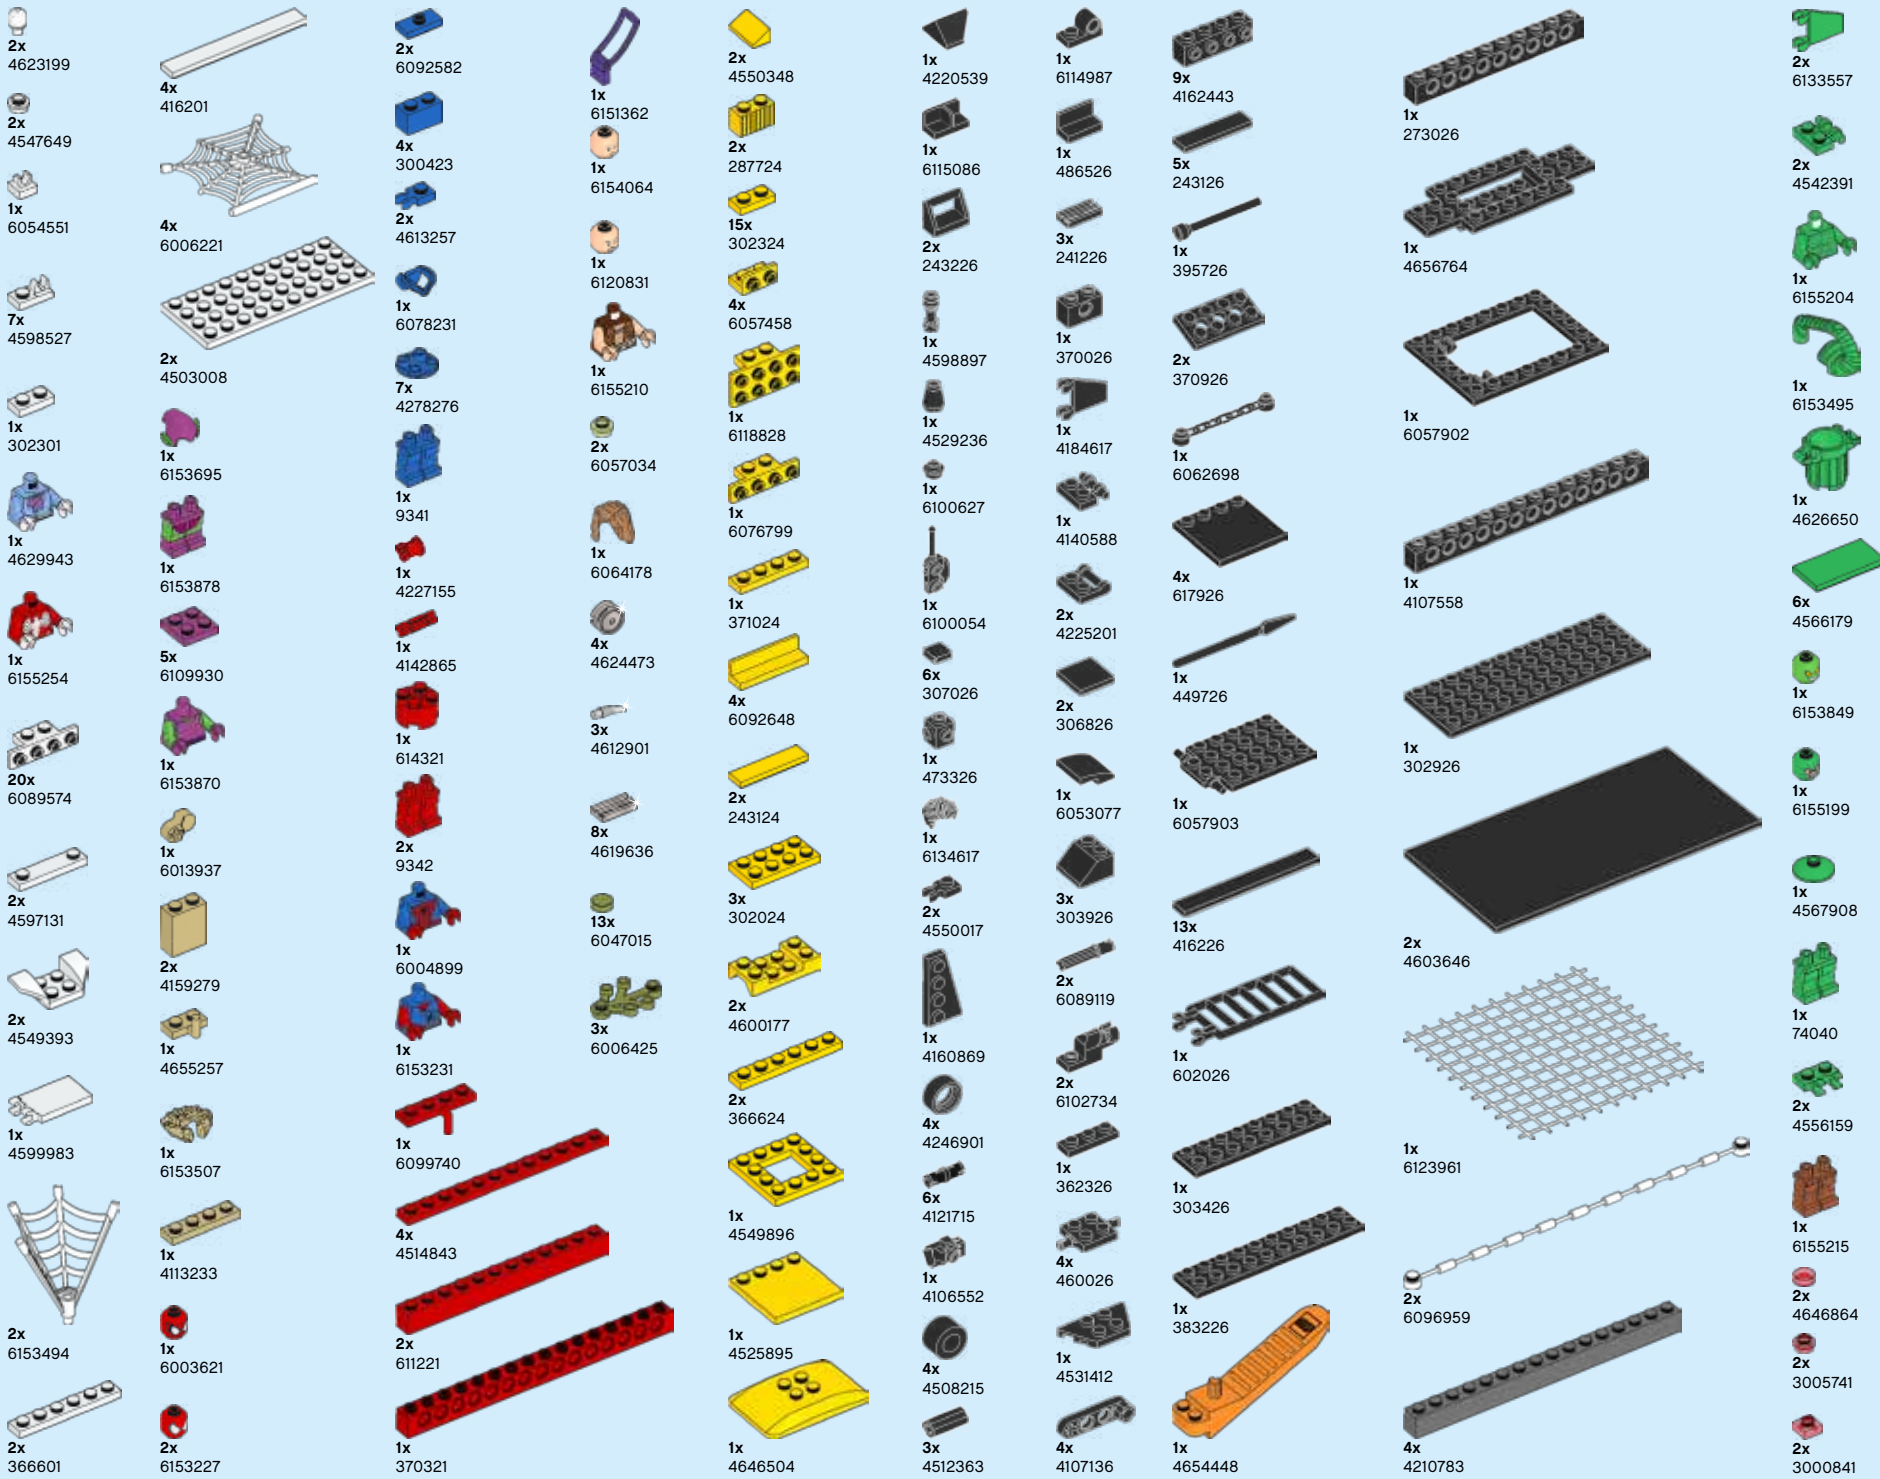 2x
4623199
2x
4547649
1x
6054551
7x
4598527
1x
302301
1x
4629943
1x
6155254
20x
6089574
2x
4597131
2x
4549393
1x
4599983
2x
6153494
2x
366601
4x
416201
4x
6006221
2x
4503008
1x
6153695
1x
6153878
5x
6109930
1x
6153870
1x
6013937
2x
4159279
1x
4655257
1x
6153507
1x
4113233
1x
6003621
2x
6153227
2x
6092582
4x
300423
2x
4613257
1x
6078231
7x
4278276
1x
9341
1x
4227155
1x
4142865
1x
614321
2x
9342
1x
6004899
1x
6153231
1x
6099740
4x
4514843
2x
611221
1x
370321
1x
6151362
1x
6154064
1x
6120831
1x
6155210
2x
6057034
1x
6064178
4x
4624473
3x
4612901
8x
4619636
13x
6047015
3x
6006425
2x
4550348
2x
287724
15x
302324
4x
6057458
1x
6118828
1x
6076799
1x
371024
4x
6092648
2x
243124
3x
302024
2x
4600177
2x
366624
1x
4549896
1x
4525895
1x
4646504
1x
4220539
1x
6115086
2x
243226
1x
4598897
1x
4529236
1x
6100627
1x
6100054
6x
307026
1x
473326
1x
6134617
2x
4550017
1x
4160869
4x
4246901
6x
4121715
1x
4106552
4x
4508215
3x
4512363
1x
6114987
1x
486526
3x
241226
1x
370026
1x
4184617
1x
4140588
2x
4225201
2x
306826
1x
6053077
3x
303926
2x
6089119
2x
6102734
1x
362326
4x
460026
1x
4531412
4x
4107136
9x
4162443
5x
243126
1x
395726
2x
370926
1x
6062698
4x
617926
1x
449726
1x
6057903
13x
416226
1x
602026
1x
303426
1x
383226
1x
4654448
1x
273026
1x
4656764
1x
6057902
1x
4107558
1x
302926
2x
4603646
1x
6123961
2x
6096959
4x
4210783
2x
6133557
2x
4542391
1x
6155204
1x
6153495
1x
4626650
6x
4566179
1x
6153849
1x
6155199
1x
4567908
1x
74040
2x
4556159
1x
6155215
2x
4646864
2x
3005741
2x
3000841